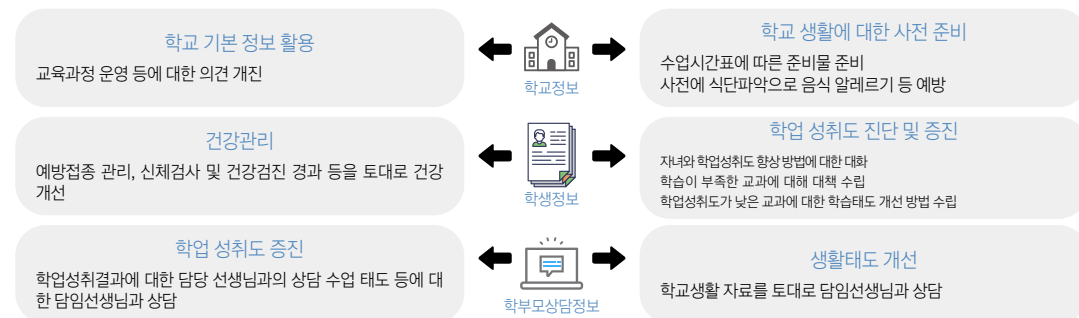 학교 기본 정보 활용
교육과정 운영 등에 대한 의견 개진
학교정보
학교 생활에 대한 사전 준비
수업시간표에 따른 준비물 준비
사전에 식단파악으로 음식 알레르기 등 예방
건강관리
예방접종 관리, 신체검사 및 건강검진 경과 등을 토대로 건강
개선
학생정보
학업 성취도 진단 및 증진
자녀와 학업성취도 향상 방법에 대한 대화
학습이 부족한 교과에 대해 대책 수립
학업성취도가 낮은 교과에 대한 학습태도 개선 방법 수립
학업 성취도 증진
학업성취결과에 대한 담당 선생님과의 상담 수업 태도 등에 대
한 담임선생님과 상담
학부모상담정보
생활태도 개선
학교생활 자료를 토대로 담임선생님과 상담